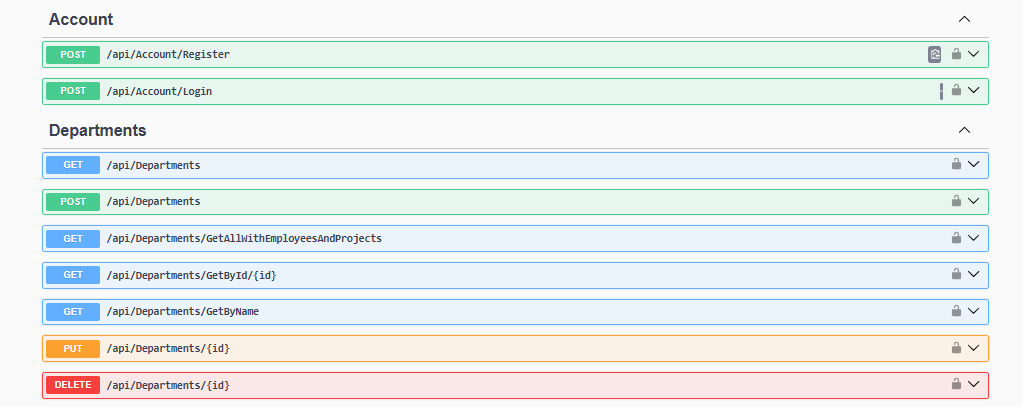 Account
POST /api/Account/Register
POST /api/Account/Login
Departments
GET /api/Departments
POST /api/Departments
GET /api/Departments/GetAllWithEmployeesAndProjects
GET /api/Departments/GetById/{id}
GET /api/Departments/GetByName
PUT /api/Departments/{id}
DELETE /api/Departments/{id}